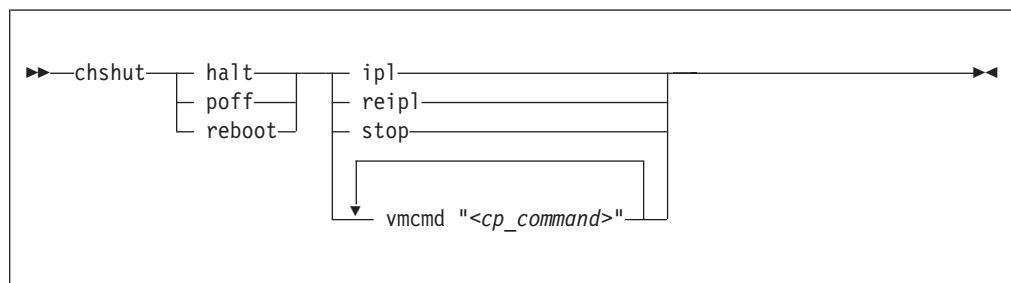 chshut halt ipl
poff reipl
reboot stop
vmcmd "<cp_command>"